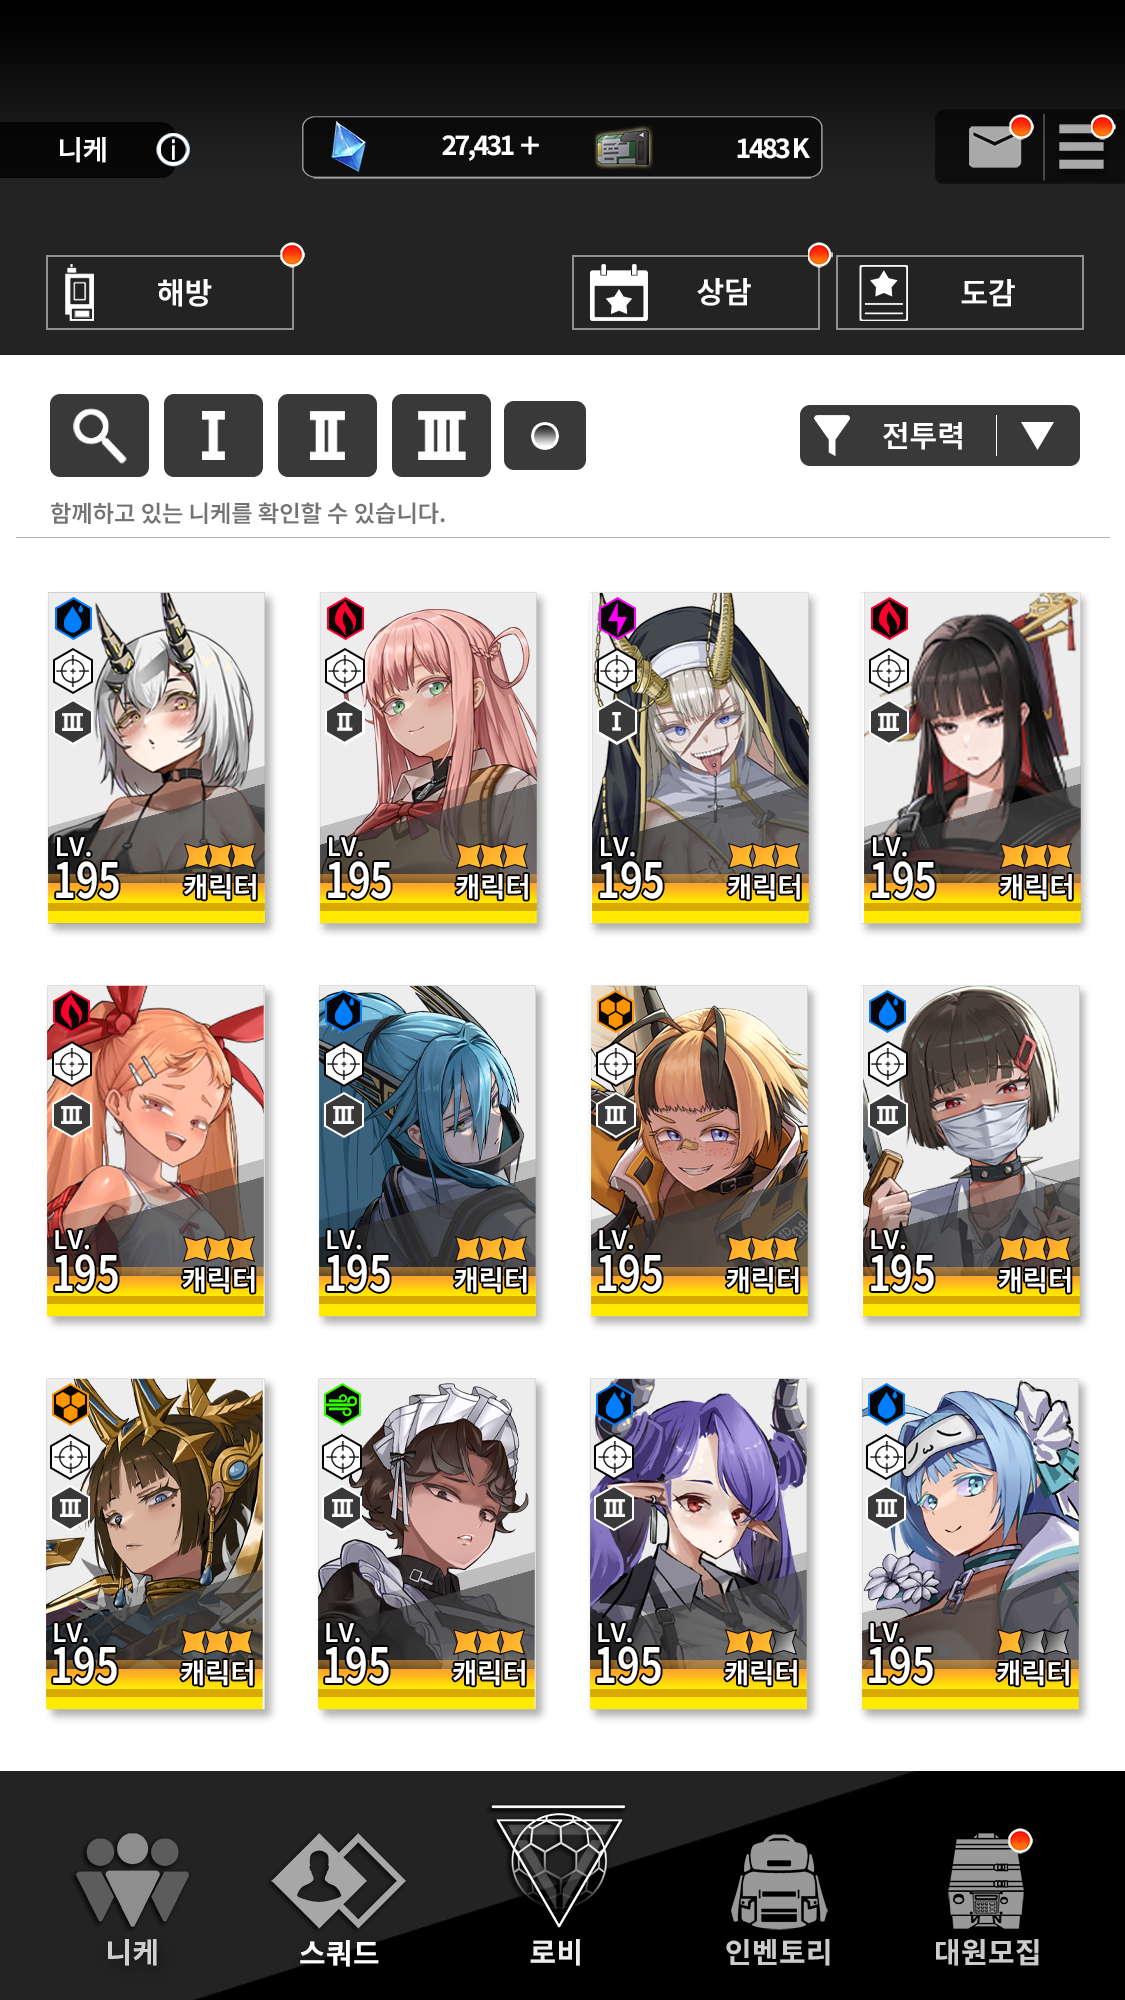 니케
27,431 +
1483 K
해방
상담
도감
I
II
III
전투력
함께하고 있는 니케를 확인할 수 있습니다.
III
II
I
III
LV.
195
캐릭터
LV.
195
캐릭터
LV.
195
캐릭터
LV.
195
캐릭터
III
III
III
III
LV.
195
캐릭터
LV.
195
캐릭터
LV.
195
캐릭터
LV.
195
캐릭터
III
III
III
III
LV.
195
캐릭터
LV.
195
캐릭터
LV.
195
캐릭터
LV.
195
캐릭터
니케
스쿼드
로비
인벤토리
대원모집